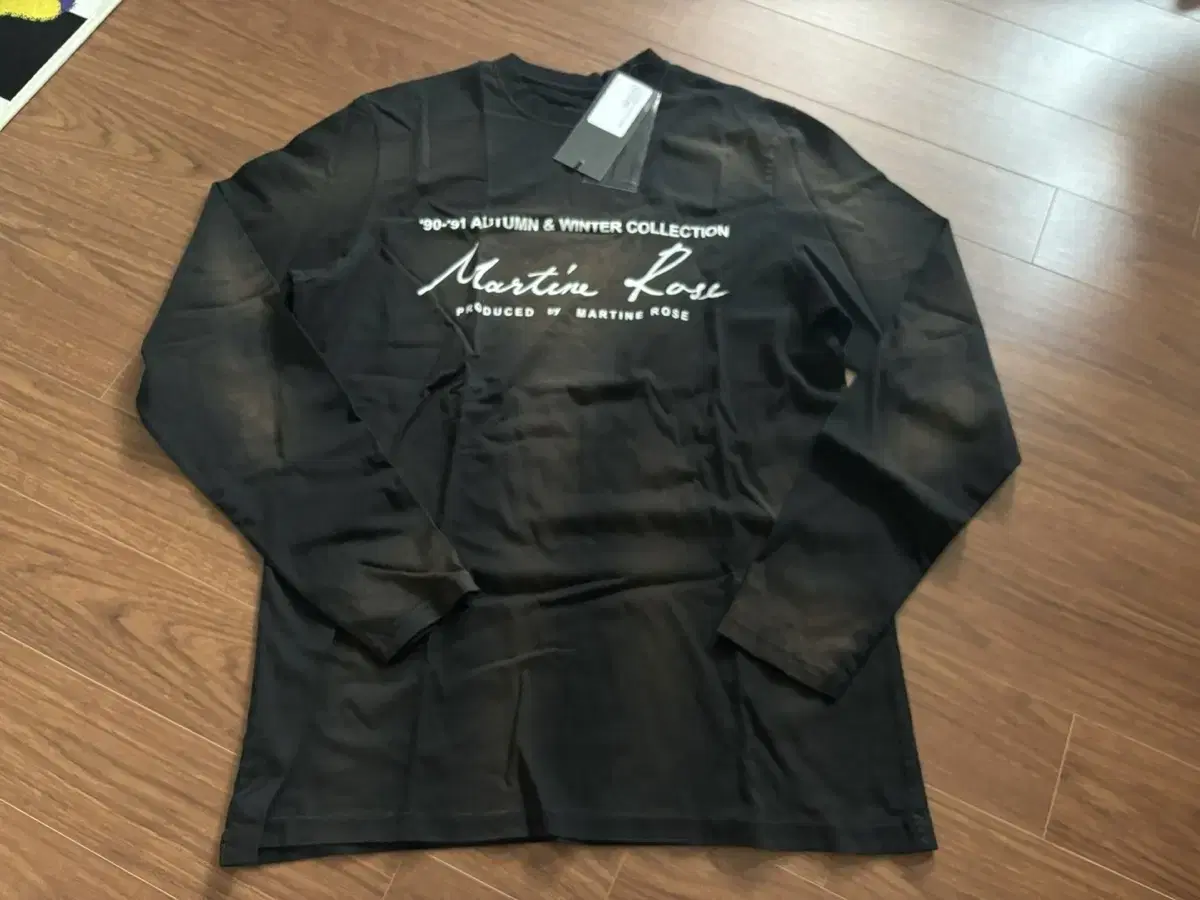 '90-'91 AUTUMN & WINTER COLLECTION
Martine Rose
PRODUCED BY MARTINE ROSE